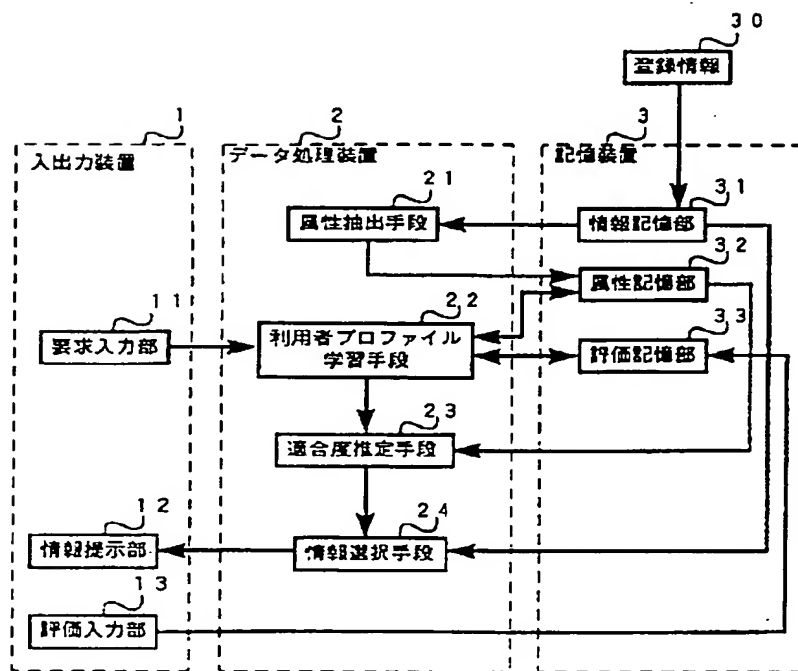 30
登録情報
1
入出力装置
2
データ処理装置
3
記憶装置
21
属性抽出手段
31
情報記憶部
32
属性記憶部
11
要求入力部
22
利用者プロファイル
学習手段
33
評価記憶部
23
適合度推定手段
12
情報提示部
24
情報選択手段
13
評価入力部